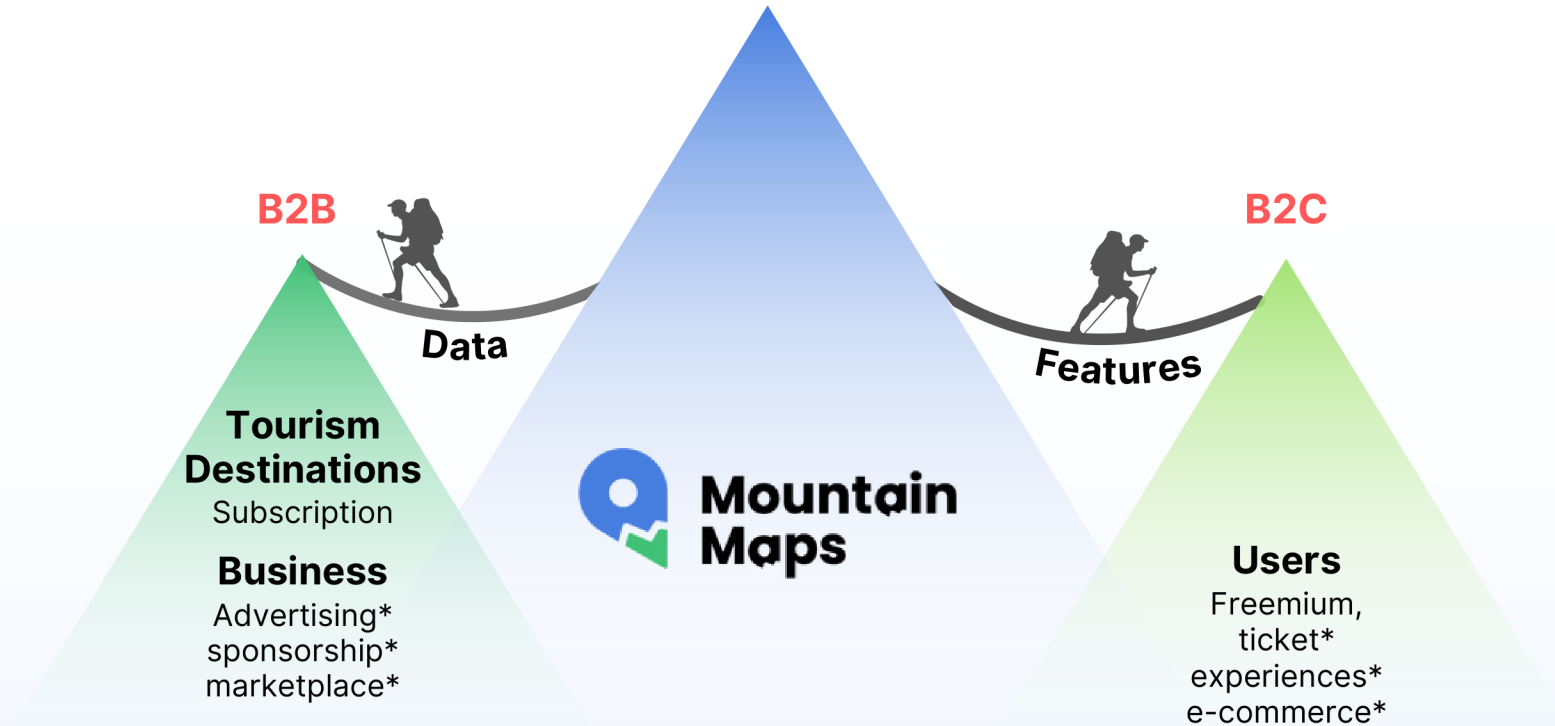 B2B
B2C
Data
Features
Tourism
Destinations
Subscription
Business
Advertising*
sponsorship*
marketplace*
Mountain
Maps
Users
Freemium,
ticket*
experiences*
e-commerce*